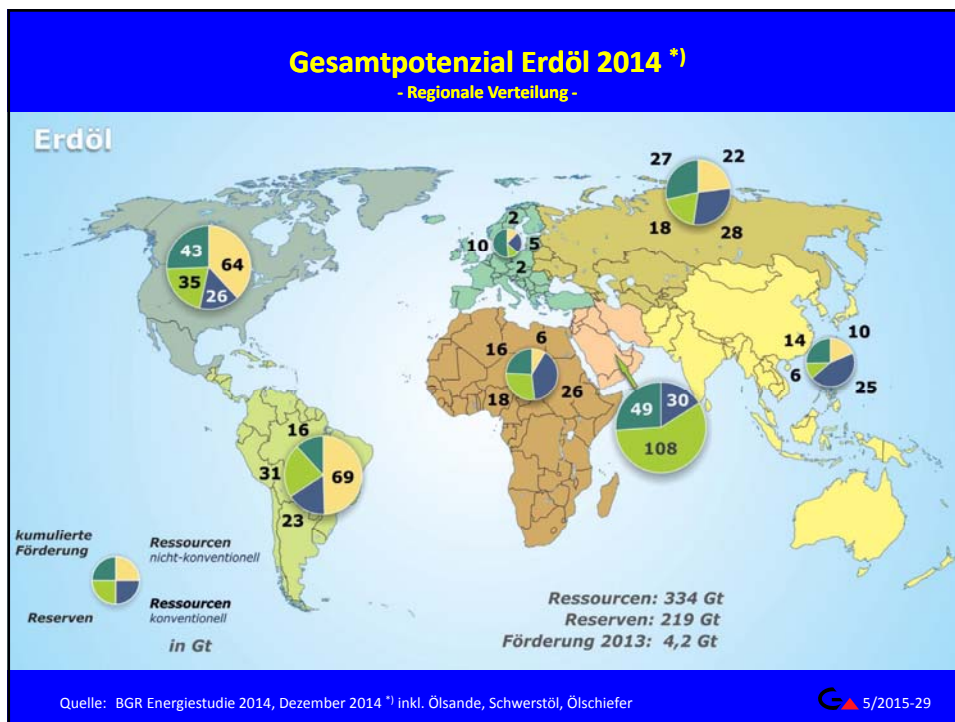 Gesamtpotenzial Erdöl 2014 *)
- Regionale Verteilung -
Erdöl
43
64
35
26
2
10
5
2
27
22
18
28
16
6
18
26
14
10
6
25
49
30
108
16
31
69
23
kumulierte
Förderung
Ressourcen
nicht-konventionell
Reserven
Ressourcen
konventionell
in Gt
Ressourcen: 334 Gt
Reserven: 219 Gt
Förderung 2013: 4,2 Gt
Quelle: BGR Energiestudie 2014, Dezember 2014 *) inkl. Ölsande, Schwerstöl, Ölschiefer
5/2015-29